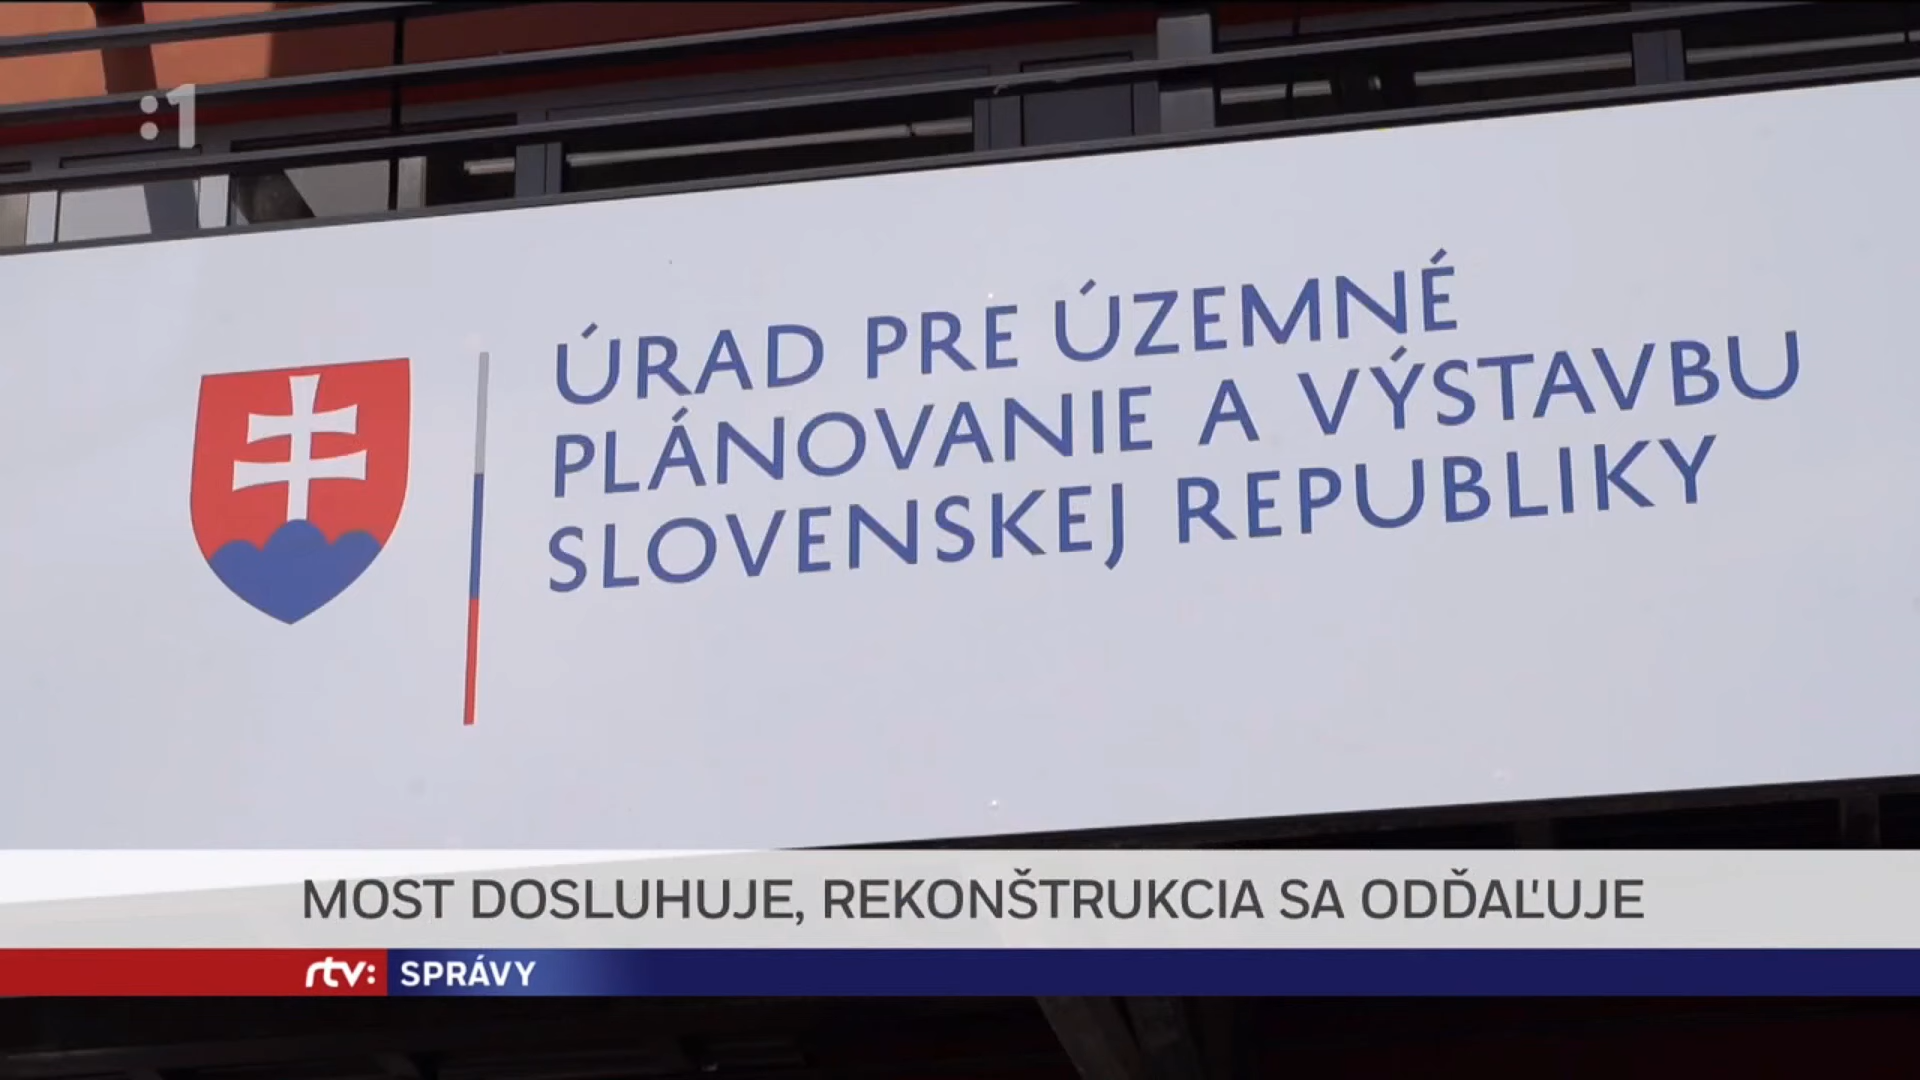 :1
ÚRAD PRE ÚZEMNÉ
PLÁNOVANIE A VÝSTAVBU
SLOVENSKEJ REPUBLIKY
MOST DOSLUHUJE, REKONŠTRUKCIA SA ODĎAĽUJE
rtv: SPRÁVY